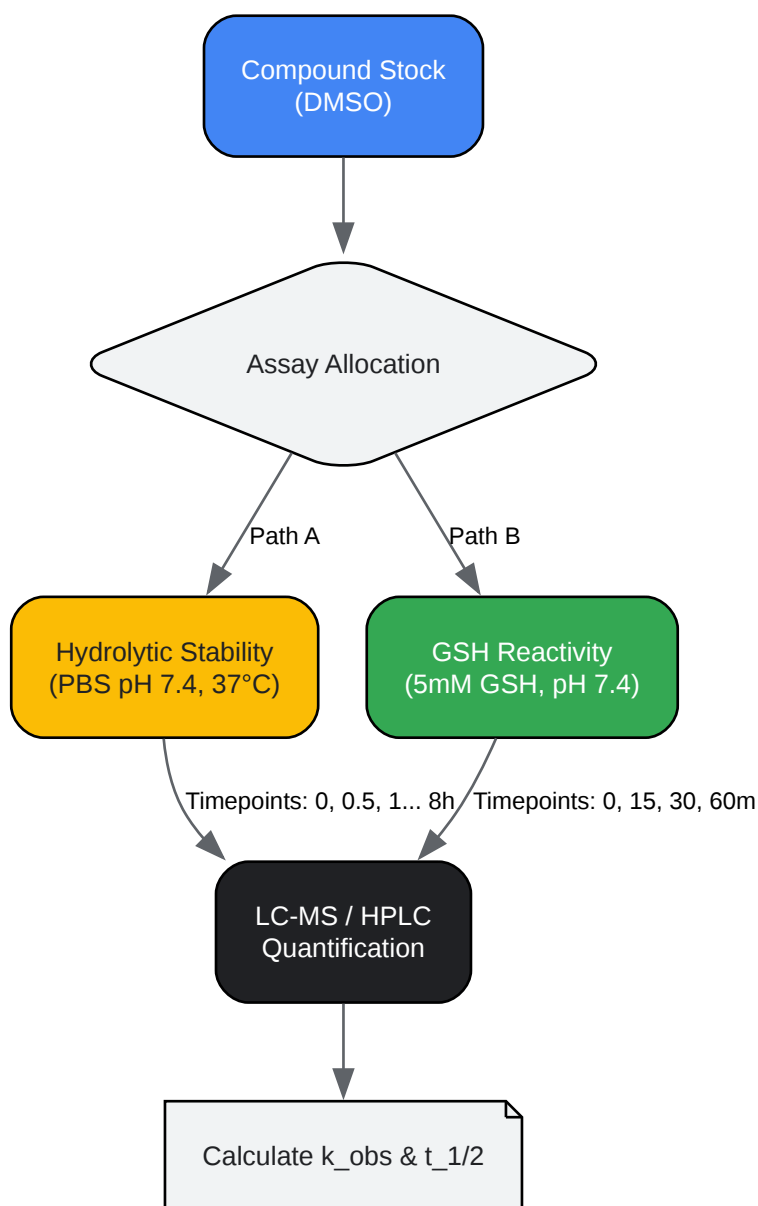 Compound Stock
(DMSO)
Assay Allocation
Path A
Path B
Hydrolytic Stability
(PBS pH 7.4, 37°C)
GSH Reactivity
(5mM GSH, pH 7.4)
Timepoints: 0, 0.5, 1... 8h
Timepoints: 0, 15, 30, 60m
LC-MS / HPLC
Quantification
Calculate k_obs & t_1/2